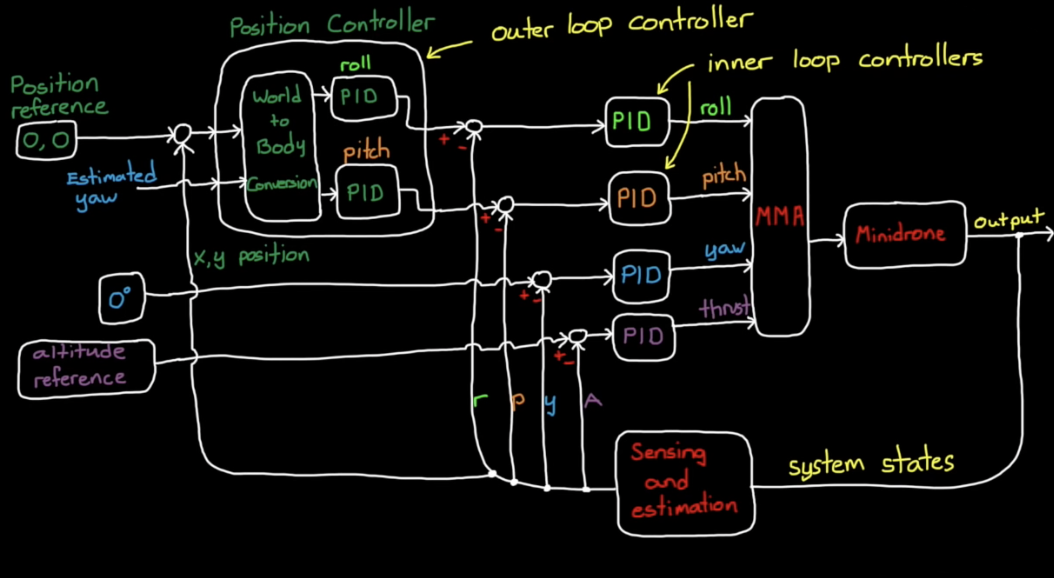 Position Controller
outer loop controller
inner loop controllers
Position
reference
0,0
Estimated
yaw
World
to
Body
Conversion
roll
PID
pitch
PID
+
-
+
-
+
-
+
-
PID
roll
PID
pitch
PID
yaw
PID
thrust
MMA
Minidrone
output
x,y position
0°
altitude
reference
r
p
y
A
Sensing
and
estimation
system states